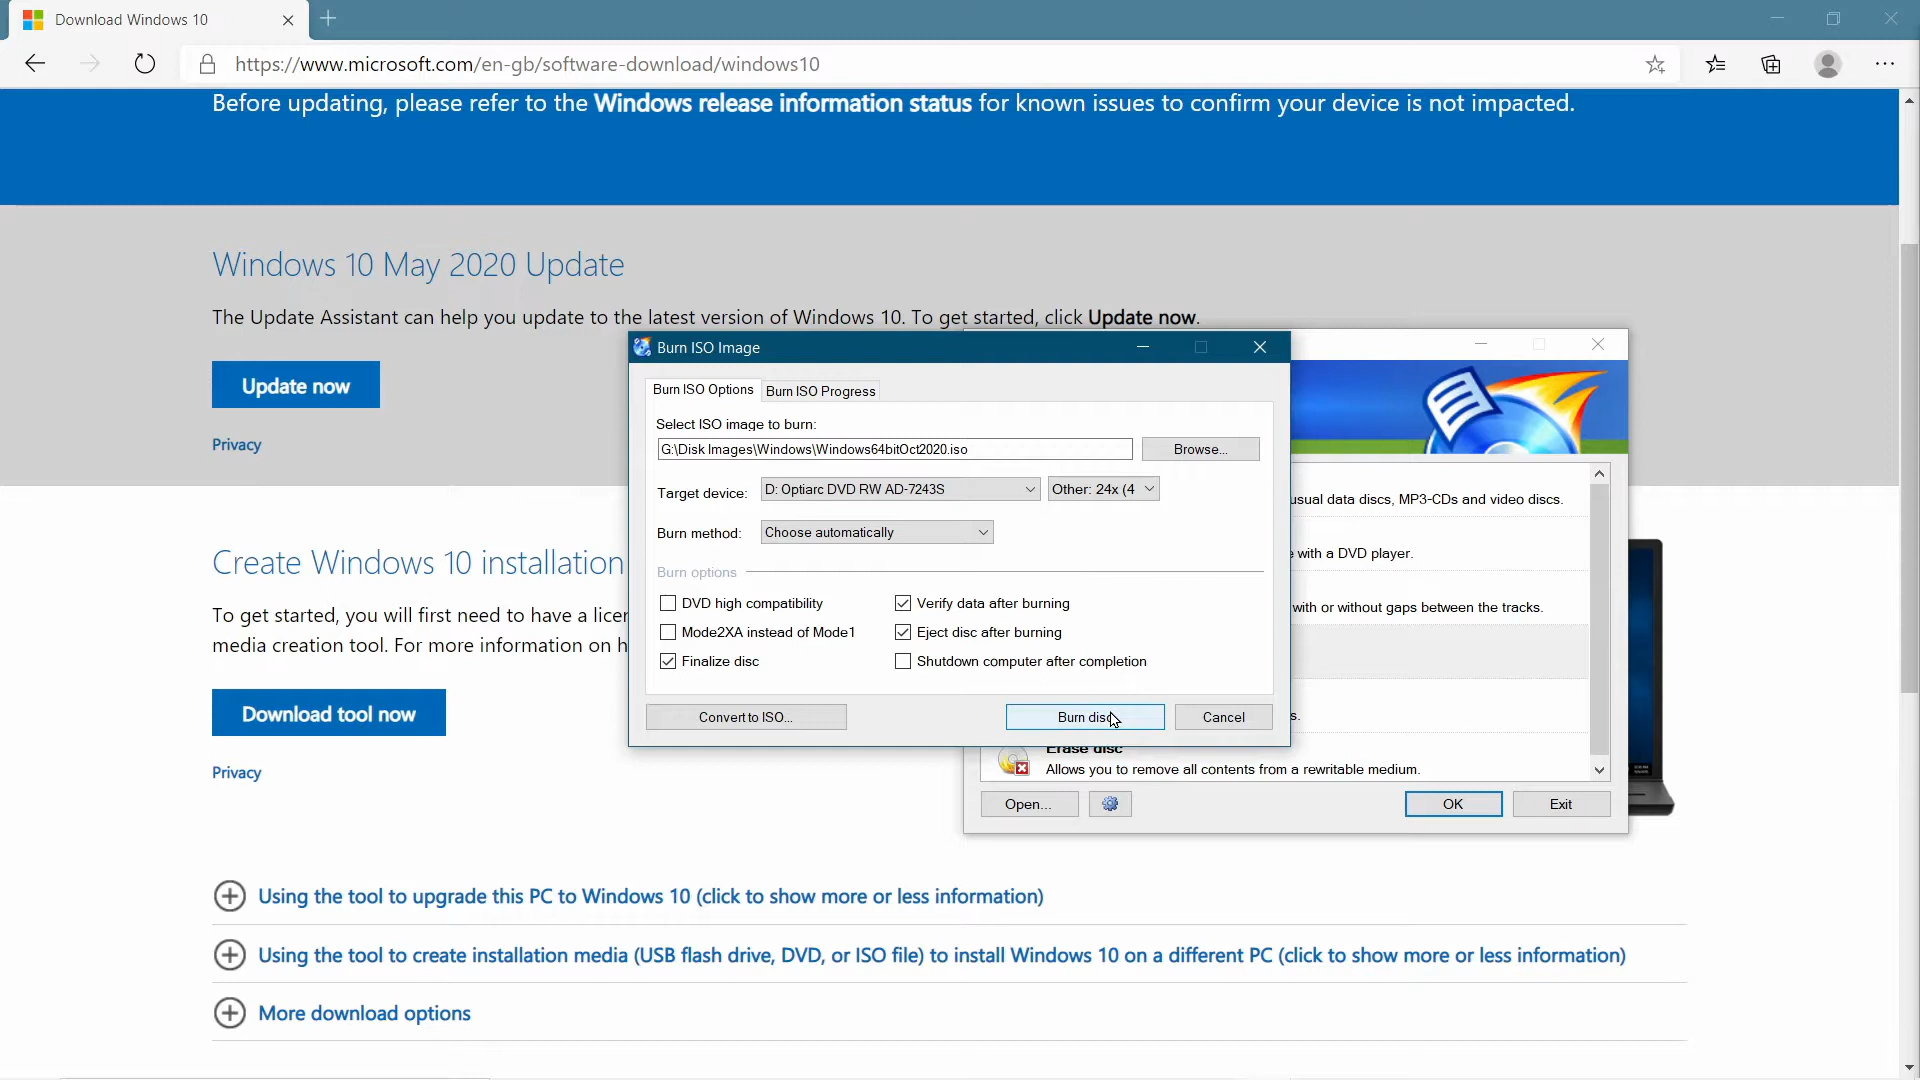 Download Windows 10
https://www.microsoft.com/en-gb/software-download/windows10
Before updating, please refer to the Windows release information status for known issues to confirm your device is not impacted.
Windows 10 May 2020 Update
The Update Assistant can help you update to the latest version of Windows 10. To get started, click Update now.
Update now
Privacy
Create Windows 10 installation
To get started, you will first need to have a
media creation tool. For more information on
Download tool now
Privacy
Burn ISO Image
Burn ISO Options
Burn ISO Progress
Select ISO image to burn:
G:\Disk Images\Windows\Windows64bitOct2020.iso
Browse...
Target device:
D: Optiarc DVD RW AD-7243S
Other: 24x (4
Burn method:
Choose automatically
Burn options
DVD high compatibility
Verify data after burning
Mode2XA instead of Mode1
Eject disc after burning
Finalize disc
Shutdown computer after completion
Convert to ISO...
Burn disc
Cancel
usual data discs, MP3-CDs and video discs.
with a DVD player.
with or without gaps between the tracks.
s.
Erase disc
Allows you to remove all contents from a rewritable medium.
Open...
OK
Exit
Using the tool to upgrade this PC to Windows 10 (click to show more or less information)
Using the tool to create installation media (USB flash drive, DVD, or ISO file) to install Windows 10 on a different PC (click to show more or less information)
More download options